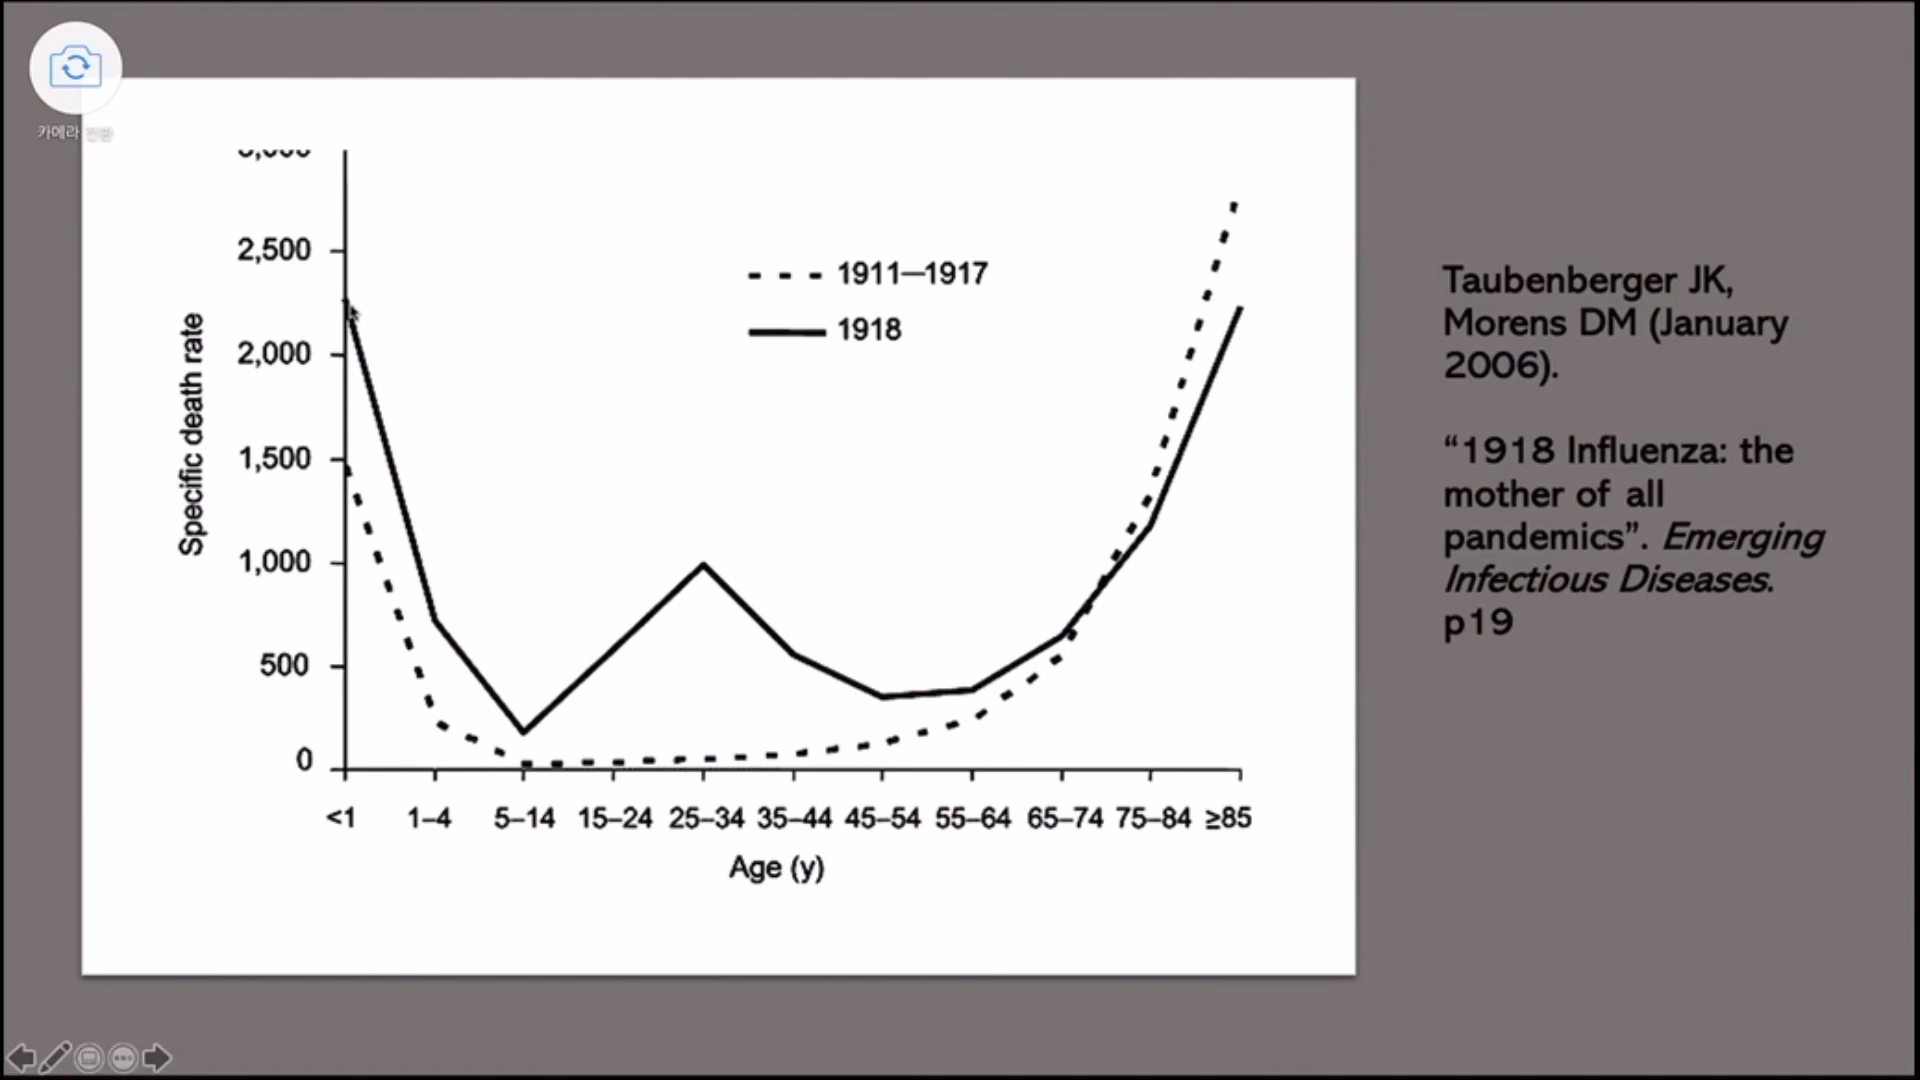 카메라 전환
2,500
2,000
1,500
1,000
500
0
Specific death rate
1911—1917
1918
<1 1–4 5–14 15–24 25–34 35–44 45–54 55–64 65–74 75–84 ≥85
Age (y)
Taubenberger JK,
Morens DM (January
2006).
“1918 Influenza: the
mother of all
pandemics”. Emerging
Infectious Diseases.
p19